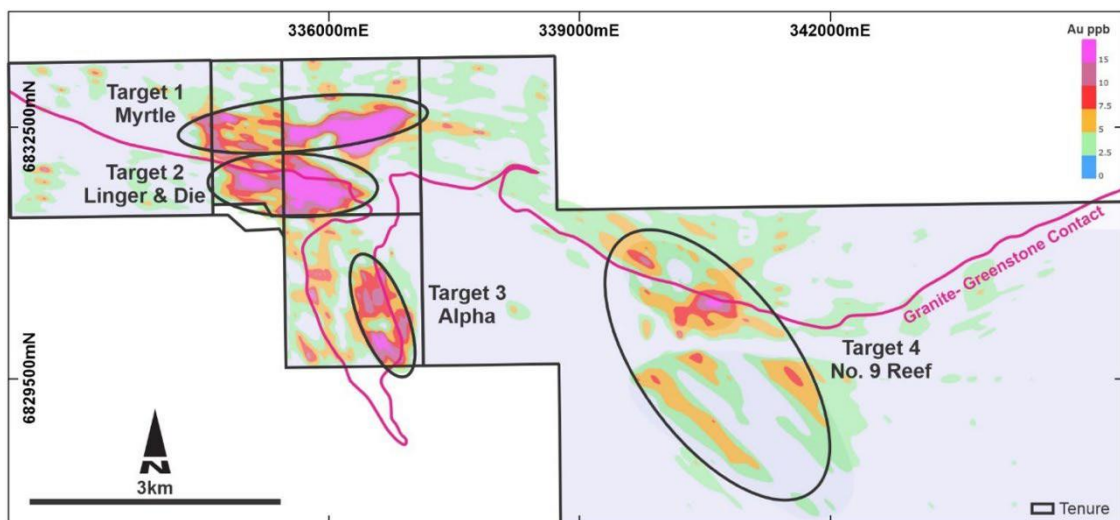 336000mE
339000mE
342000mE
Au ppb
15
10
7.5
5
2.5
0
6832500mN
6829500mN
Target 1
Myrtle
Target 2
Linger & Die
Target 3
Alpha
Target 4
No. 9 Reef
Granite- Greenstone Contact
N
3km
Tenure